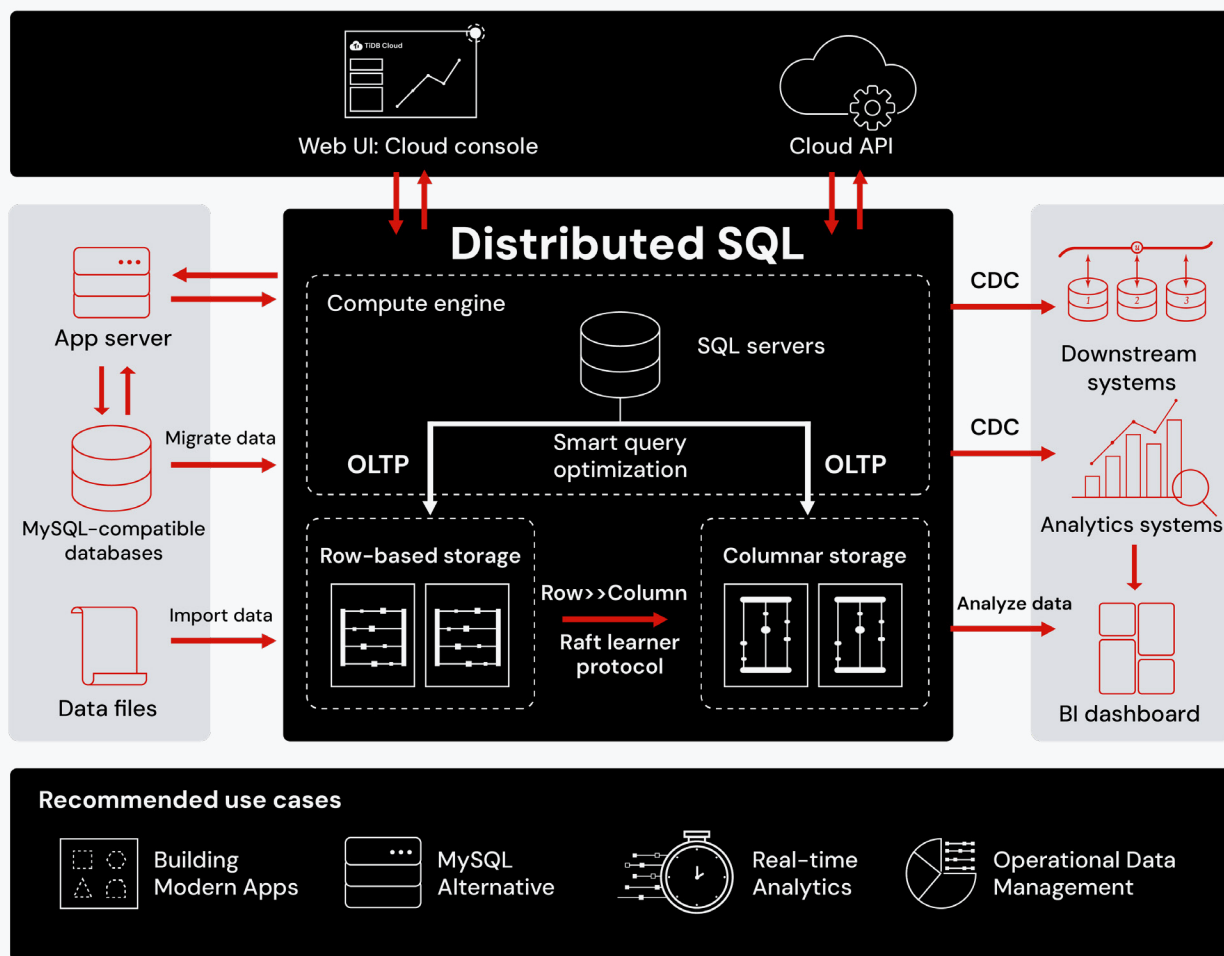 TiDB Cloud
Web UI: Cloud console
Cloud API
Distributed SQL
App server
Compute engine
SQL servers
CDC
1
2
3
Downstream
systems
Migrate data
OLTP
Smart query
optimization
OLTP
CDC
MySQL-compatible
databases
Analytics systems
Row-based storage
Columnar storage
Import data
Row>>Column
Raft learner
protocol
Analyze data
Data files
BI dashboard
Recommended use cases
Building
Modern Apps
MySQL
Alternative
Real-time
Analytics
Operational Data
Management